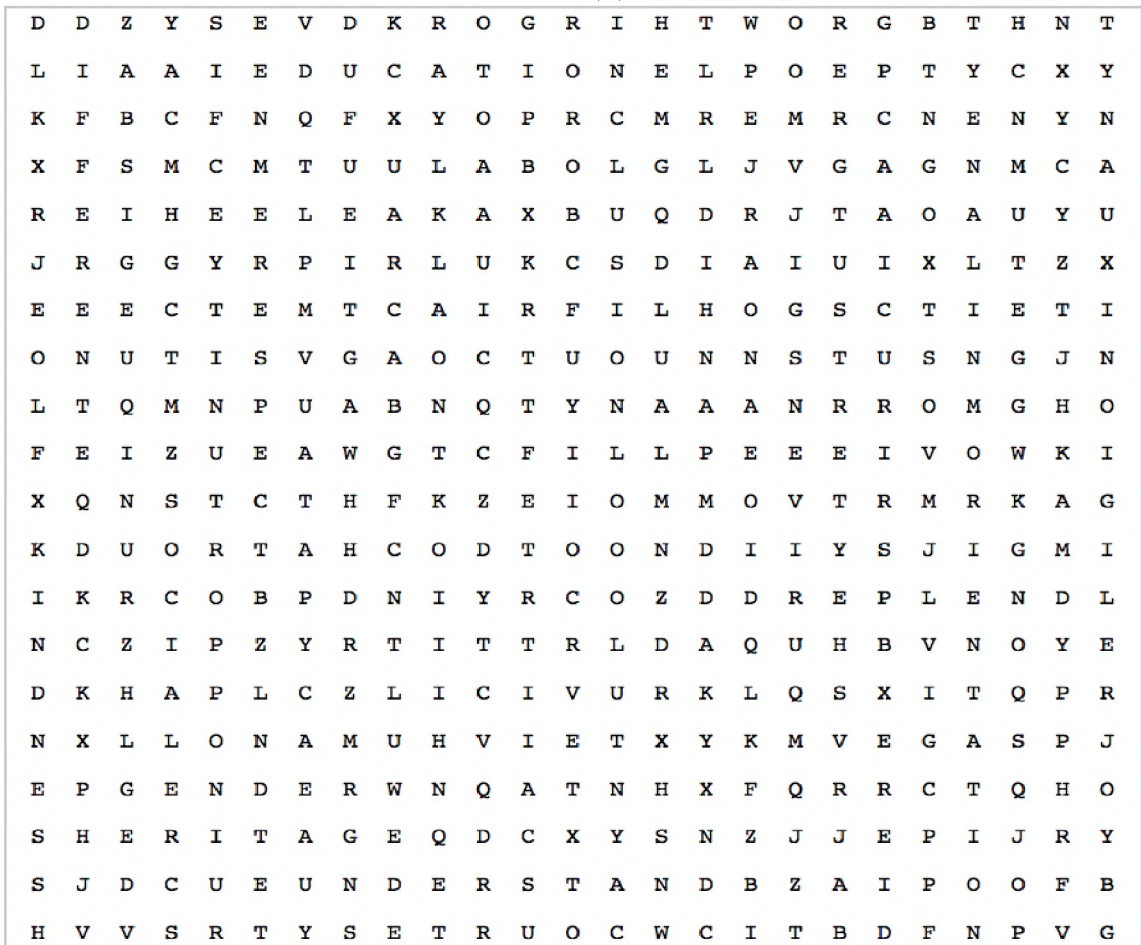 D D Z Y S E V D K R O G R I H T W O R G B T H N T
L I A A I E D U C A T I O N E L P O E P T Y C X Y
K F B C F N Q F X Y O P R C M R E M R C N E N Y N
X F S M C M T U U L A B O L G L J V G A G N M C A
R E I H E E L E A K A X B U Q D R J T A O A U Y U
J R G G Y R P I R L U K C S D I A I U I X L T Z X
E E E C T E M T C A I R F I L H O G S C T I E T I
O N U T I S V G A O C T U O U N N S T U S N G J N
L T Q M N P U A B N Q T Y N A A A N R R O M G H O
F E I Z U E A W G T C F I L L P E E E I V O W K I
X Q N S T C T H F K Z E I O M M O V T R M R K A G
K D U O R T A H C O D T O O N D I I Y S J I G M I
I K R C O B P D N I Y R C O Z D D R E P L E N D L
N C Z I P Z Y R T I T T R L D A Q U H B V N O Y E
D K H A P L C Z L I C I V U R K L Q S X I T Q P R
N X L L O N A M U H V I E T X Y K M V E G A S P J
E P G E N D E R W N Q A T N H X F Q R R C T Q H O
S H E R I T A G E Q D C X Y S N Z J J E P I J R Y
S J D C U E U N D E R S T A N D B Z A I P O O F B
H V V S R T Y S E T R U O C W C I T B D F N P V G